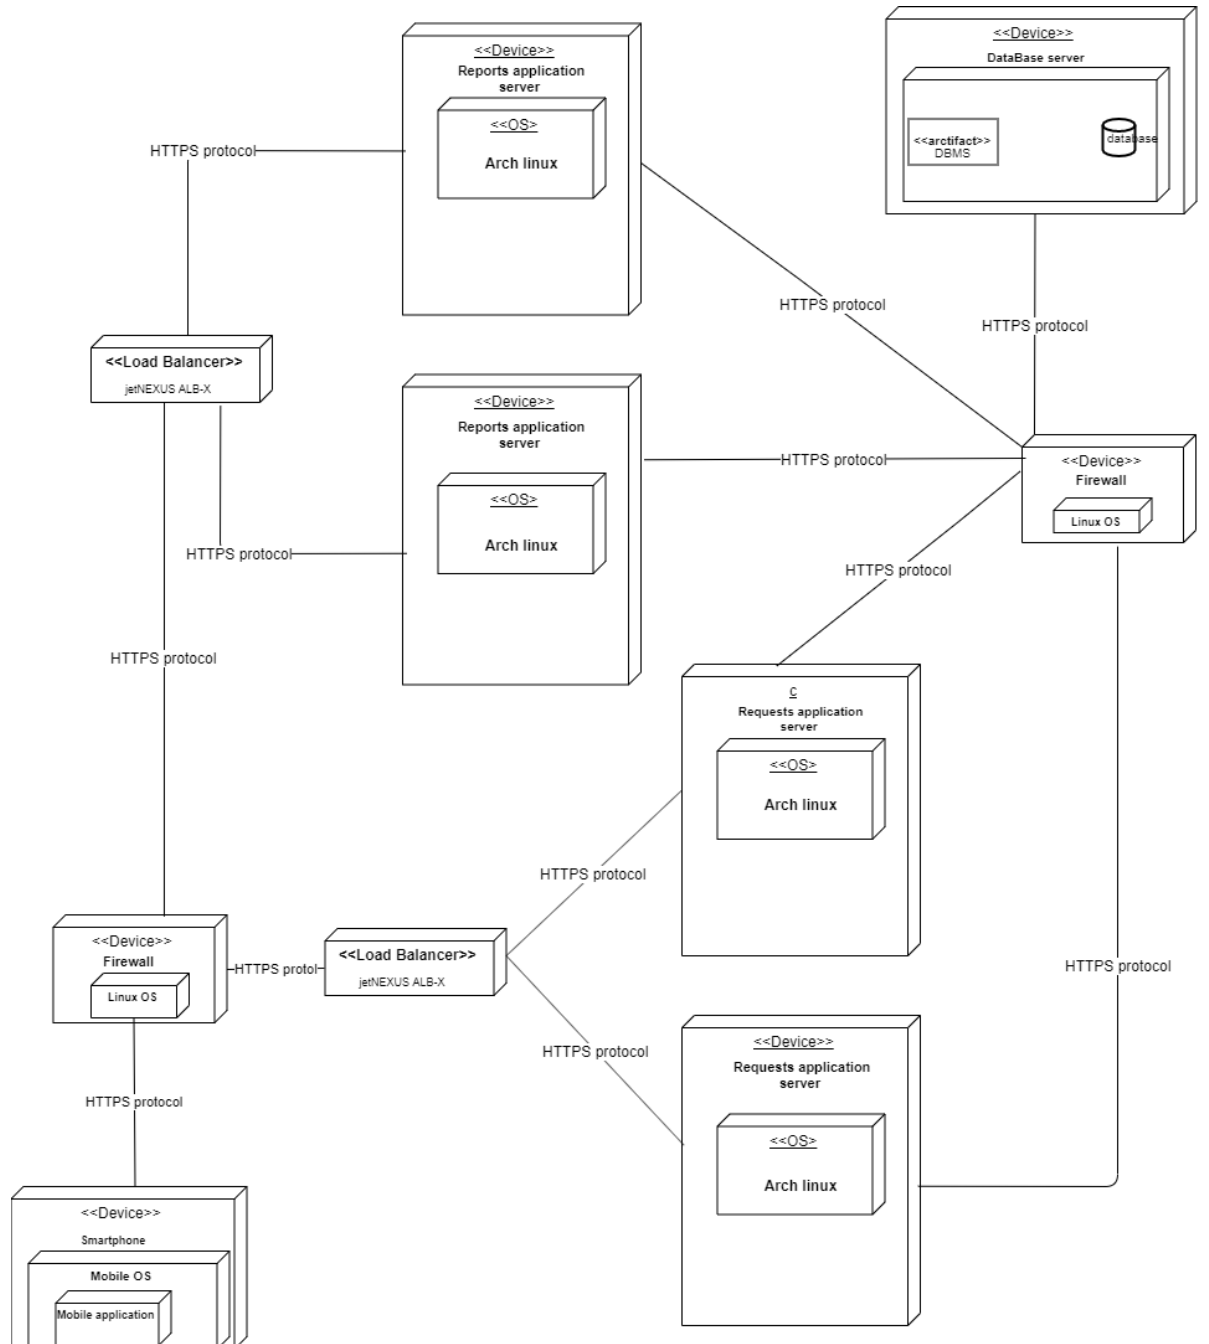 <<Device>>
Reports application
server
<<OS>
Arch linux
<<Device>>
DataBase server
<<arctifact>>
DBMS
database
HTTPS protocol
HTTPS protocol
HTTPS protocol
<<Load Balancer>>
jetNEXUS ALB-X
<<Device>>
Reports application
server
<<OS>
Arch linux
HTTPS protocol
<<Device>>
Firewall
Linux OS
HTTPS protocol
HTTPS protocol
HTTPS protocol
C
Requests application
server
<<OS>
Arch linux
HTTPS protocol
<<Device>>
Firewall
Linux OS
HTTPS protol
<<Load Balancer>>
jetNEXUS ALB-X
HTTPS protocol
HTTPS protocol
<<Device>>
Requests application
server
<<OS>
Arch linux
HTTPS protocol
<<Device>>
Smartphone
Mobile OS
Mobile application